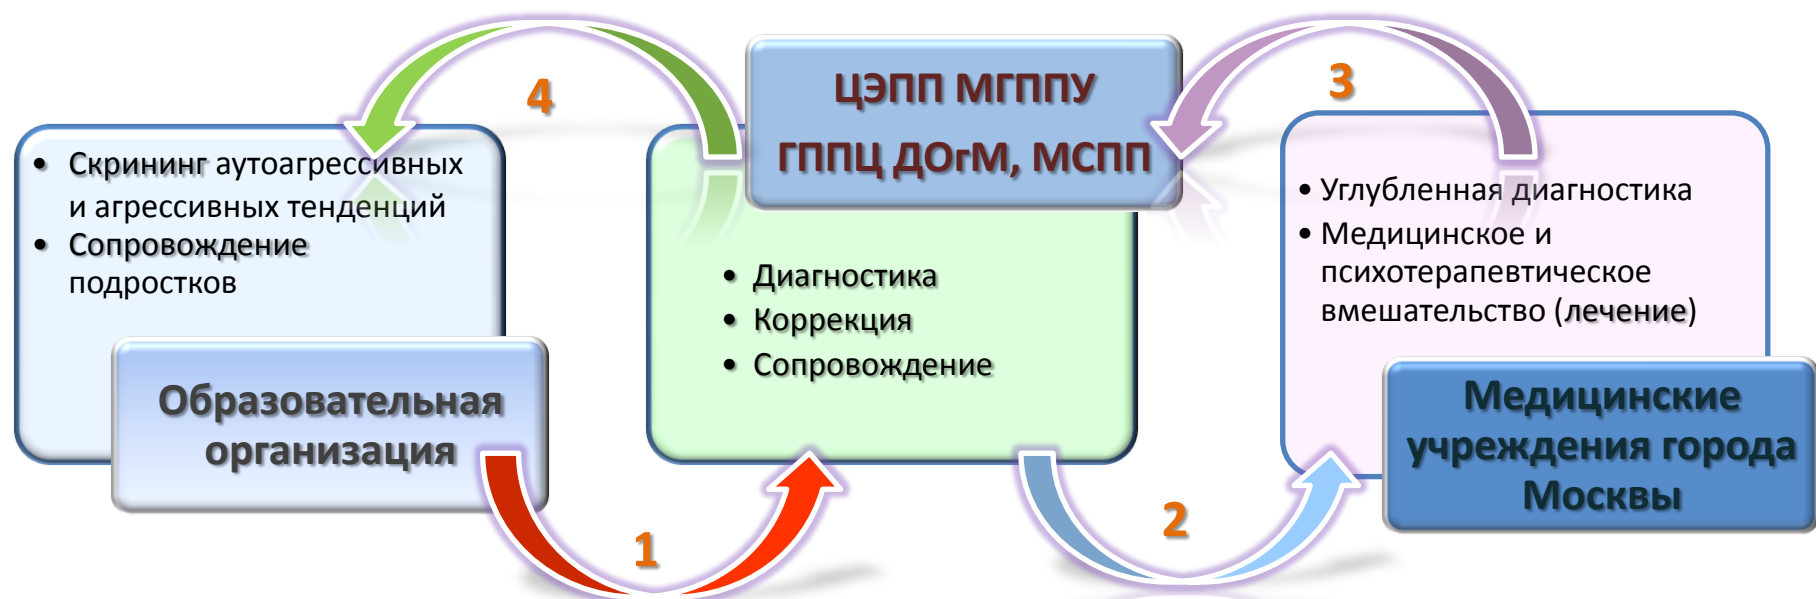 4
ЦЭПП МГППУ
ГППЦ ДОгМ, МСПП
3
• Скрининг аутоагрессивных
и агрессивных тенденций
• Сопровождение
подростков
Образовательная
организация
• Диагностика
• Коррекция
• Сопровождение
• Углубленная диагностика
• Медицинское и
психотерапевтическое
вмешательство (лечение)
Медицинские
учреждения города
Москвы
1
2